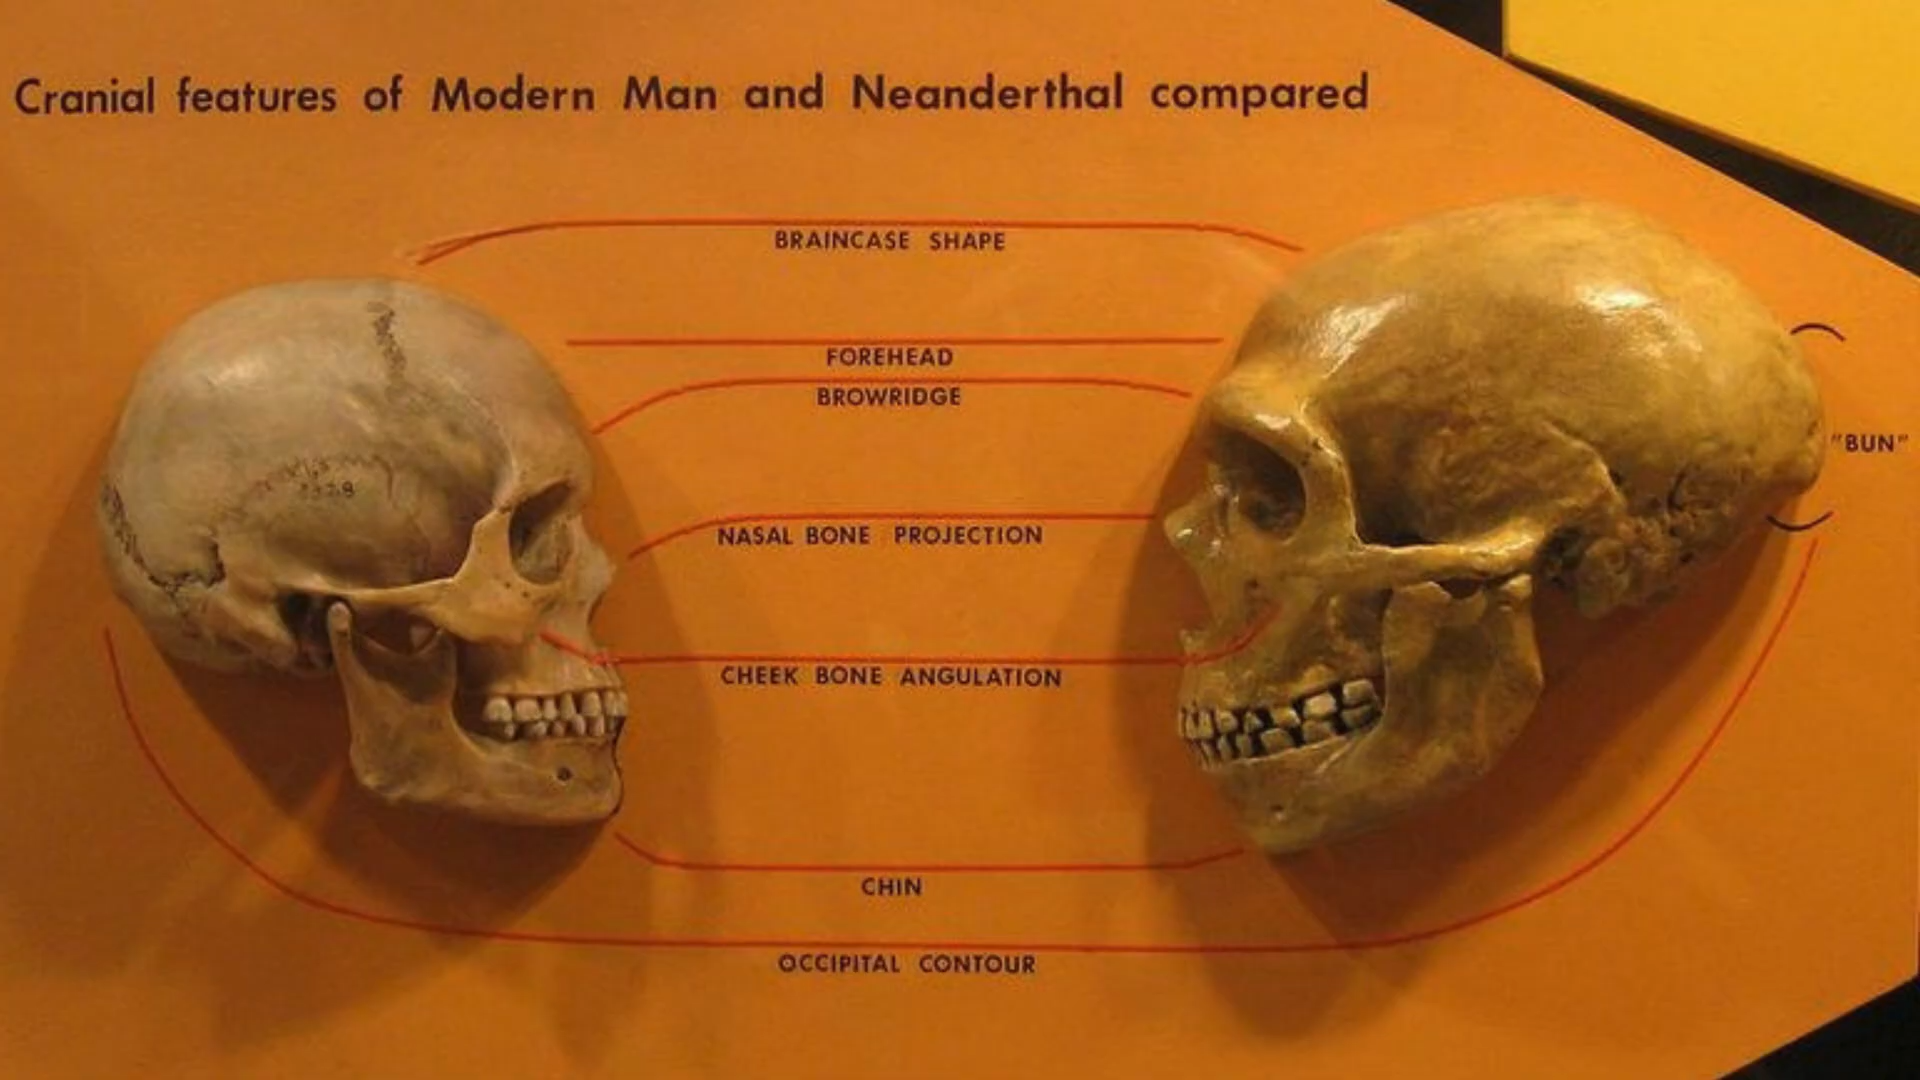 Cranial features of Modern Man and Neanderthal compared
BRAINCASE SHAPE
FOREHEAD
BROWRIDGE
"BUN"
NASAL BONE PROJECTION
CHEEK BONE ANGULATION
CHIN
OCCIPITAL CONTOUR